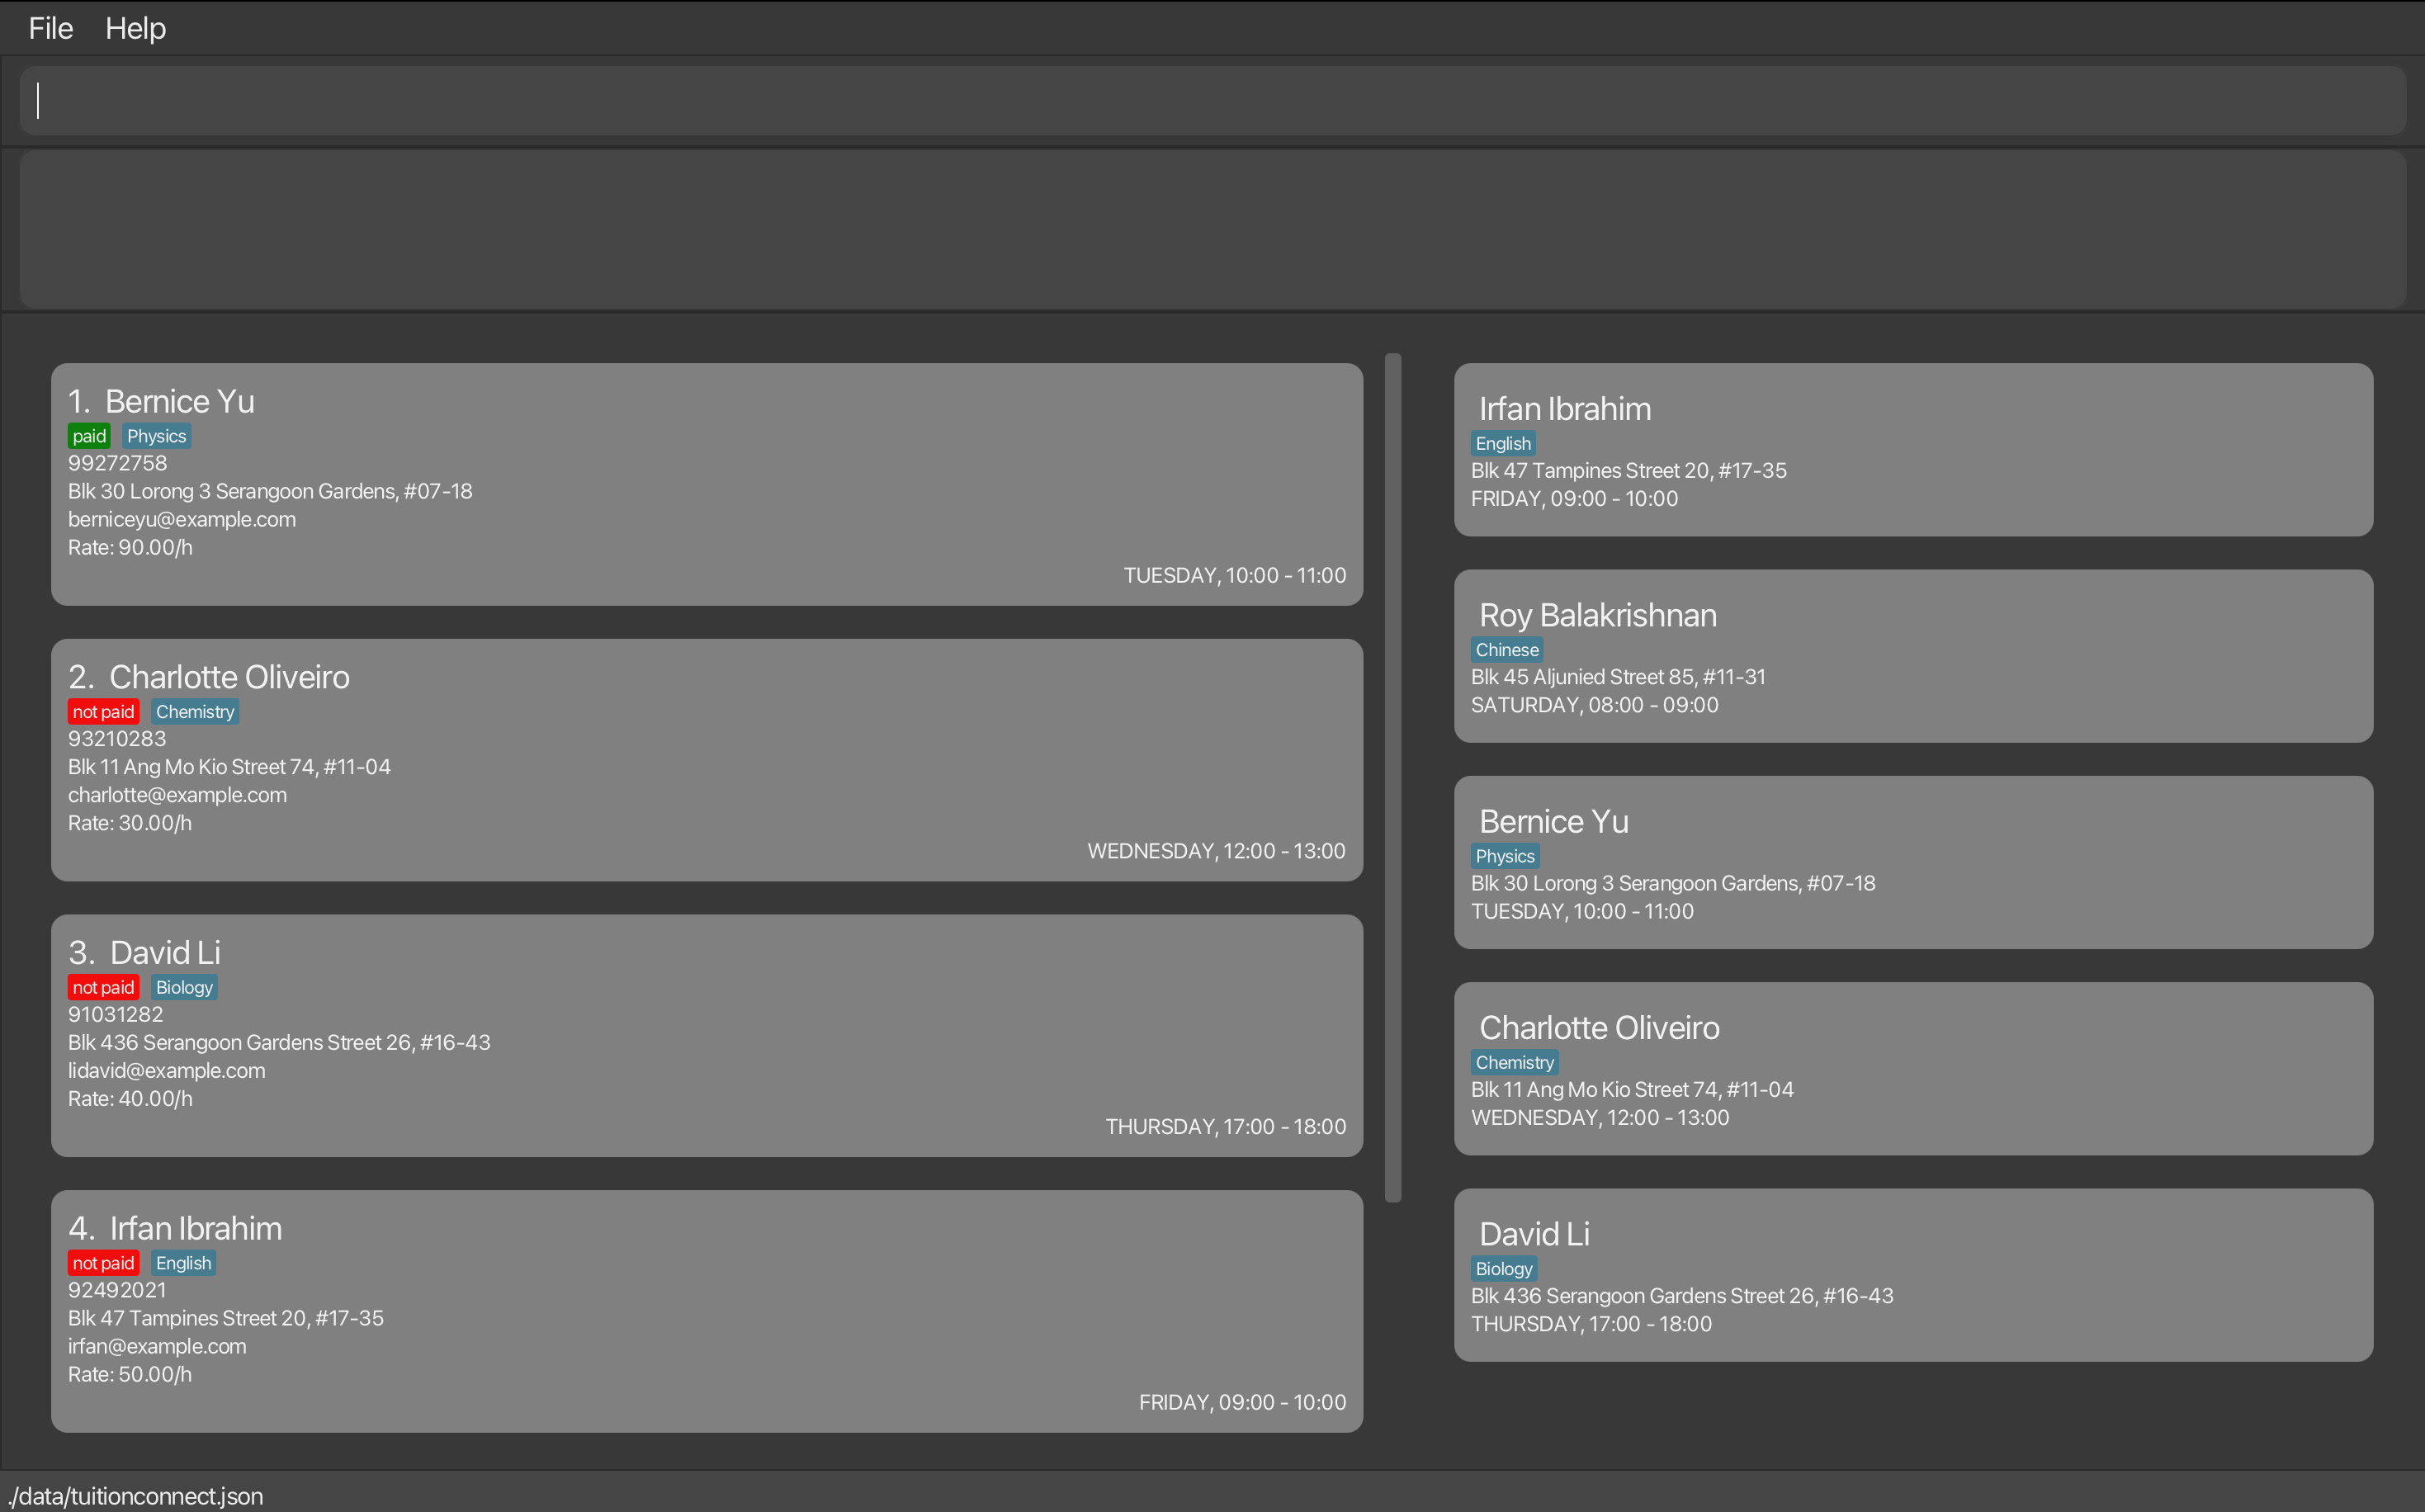 File Help
1. Bernice Yu
paid Physics
99272758
Blk 30 Lorong 3 Serangoon Gardens, #07-18
berniceyu@example.com
Rate: 90.00/h
TUESDAY, 10:00 - 11:00
2. Charlotte Oliveiro
not paid Chemistry
93210283
Blk 11 Ang Mo Kio Street 74, #11-04
charlotte@example.com
Rate: 30.00/h
WEDNESDAY, 12:00 - 13:00
3. David Li
not paid Biology
91031282
Blk 436 Serangoon Gardens Street 26, #16-43
lidavid@example.com
Rate: 40.00/h
THURSDAY, 17:00 - 18:00
4. Irfan Ibrahim
not paid English
92492021
Blk 47 Tampines Street 20, #17-35
irfan@example.com
Rate: 50.00/h
FRIDAY, 09:00 - 10:00
Irfan Ibrahim
English
Blk 47 Tampines Street 20, #17-35
FRIDAY, 09:00 - 10:00
Roy Balakrishnan
Chinese
Blk 45 Aljunied Street 85, #11-31
SATURDAY, 08:00 - 09:00
Bernice Yu
Physics
Blk 30 Lorong 3 Serangoon Gardens, #07-18
TUESDAY, 10:00 - 11:00
Charlotte Oliveiro
Chemistry
Blk 11 Ang Mo Kio Street 74, #11-04
WEDNESDAY, 12:00 - 13:00
David Li
Biology
Blk 436 Serangoon Gardens Street 26, #16-43
THURSDAY, 17:00 - 18:00
./data/tuitionconnect.json